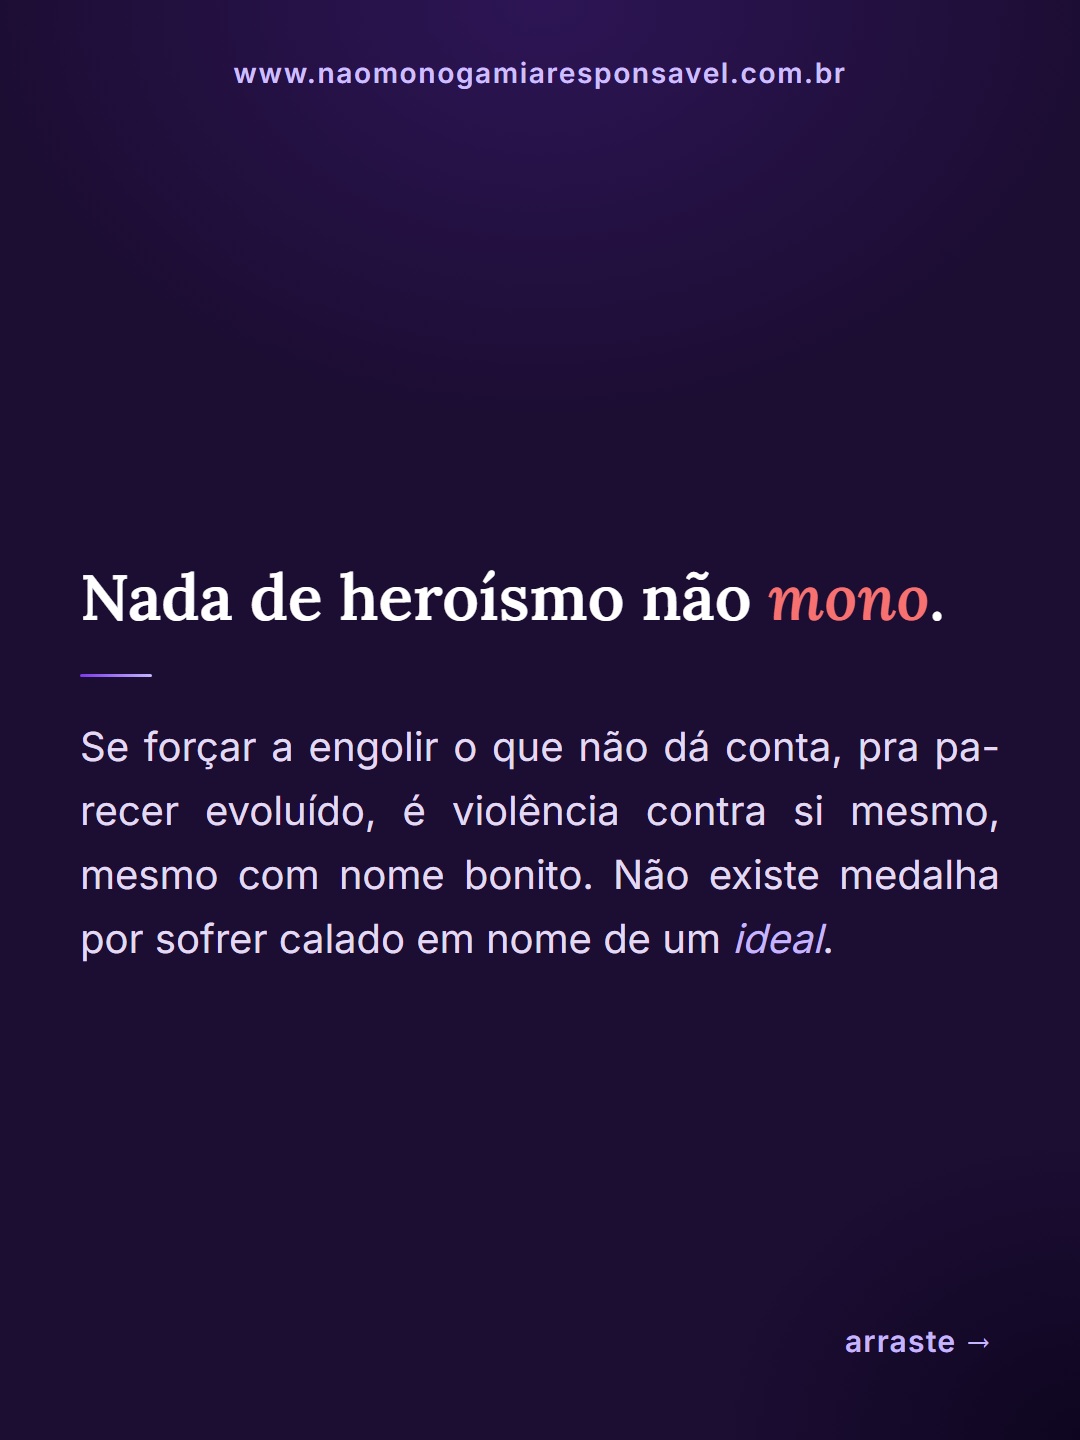 www.naomonogamiaresponsavel.com.br
Nada de heroísmo não mono.
Se forçar a engolir o que não dá conta, pra pa-
recer evoluído, é violência contra si mesmo,
mesmo com nome bonito. Não existe medalha
por sofrer calado em nome de um ideal.
arraste →